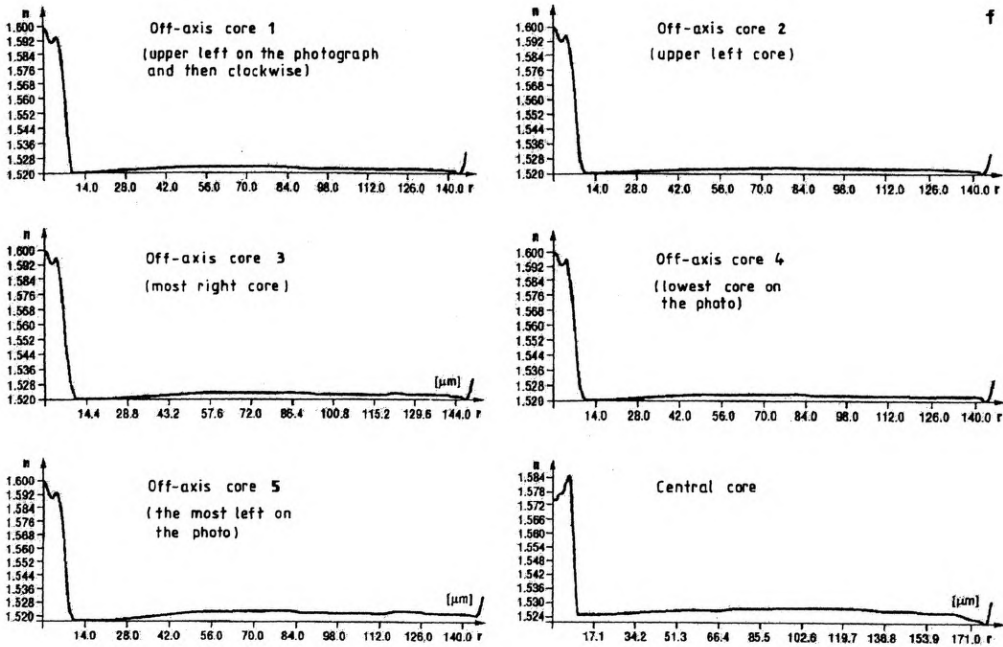 n
1.600
1.592
1.584
1.576
1.568
1.560
1.552
1.544
1.536
1.528
1.520
Off-axis core 1
(upper left on the photograph
and then clockwise)
14.0 28.0 42.0 56.0 70.0 84.0 98.0 112.0 126.0 140.0 r
n
1.600
1.592
1.584
1.576
1.568
1.560
1.552
1.544
1.536
1.528
1.520
Off-axis core 2
(upper left core)
f
14.0 28.0 42.0 56.0 70.0 84.0 98.0 112.0 126.0 140.0 r
n
1.600
1.592
1.584
1.576
1.568
1.560
1.552
1.544
1.536
1.528
1.520
Off-axis core 3
(most right core)
[μm]
14.4 28.8 43.2 57.6 72.0 86.4 100.8 115.2 129.6 144.0 r
n
1.600
1.592
1.584
1.576
1.568
1.560
1.552
1.544
1.536
1.528
1.520
Off-axis core 4
(lowest core on
the photo)
14.0 28.0 42.0 56.0 70.0 84.0 98.0 112.0 126.0 140.0 r
n
1.600
1.592
1.584
1.576
1.568
1.560
1.552
1.544
1.536
1.528
1.520
Off-axis core 5
(the most left on
the photo)
[μm]
14.0 28.0 42.0 56.0 70.0 84.0 98.0 112.0 126.0 140.0 r
n
1.584
1.578
1.572
1.566
1.560
1.554
1.548
1.542
1.536
1.530
1.524
Central core
[μm]
17.1 34.2 51.3 66.4 85.5 102.6 119.7 136.8 153.9 171.0 r